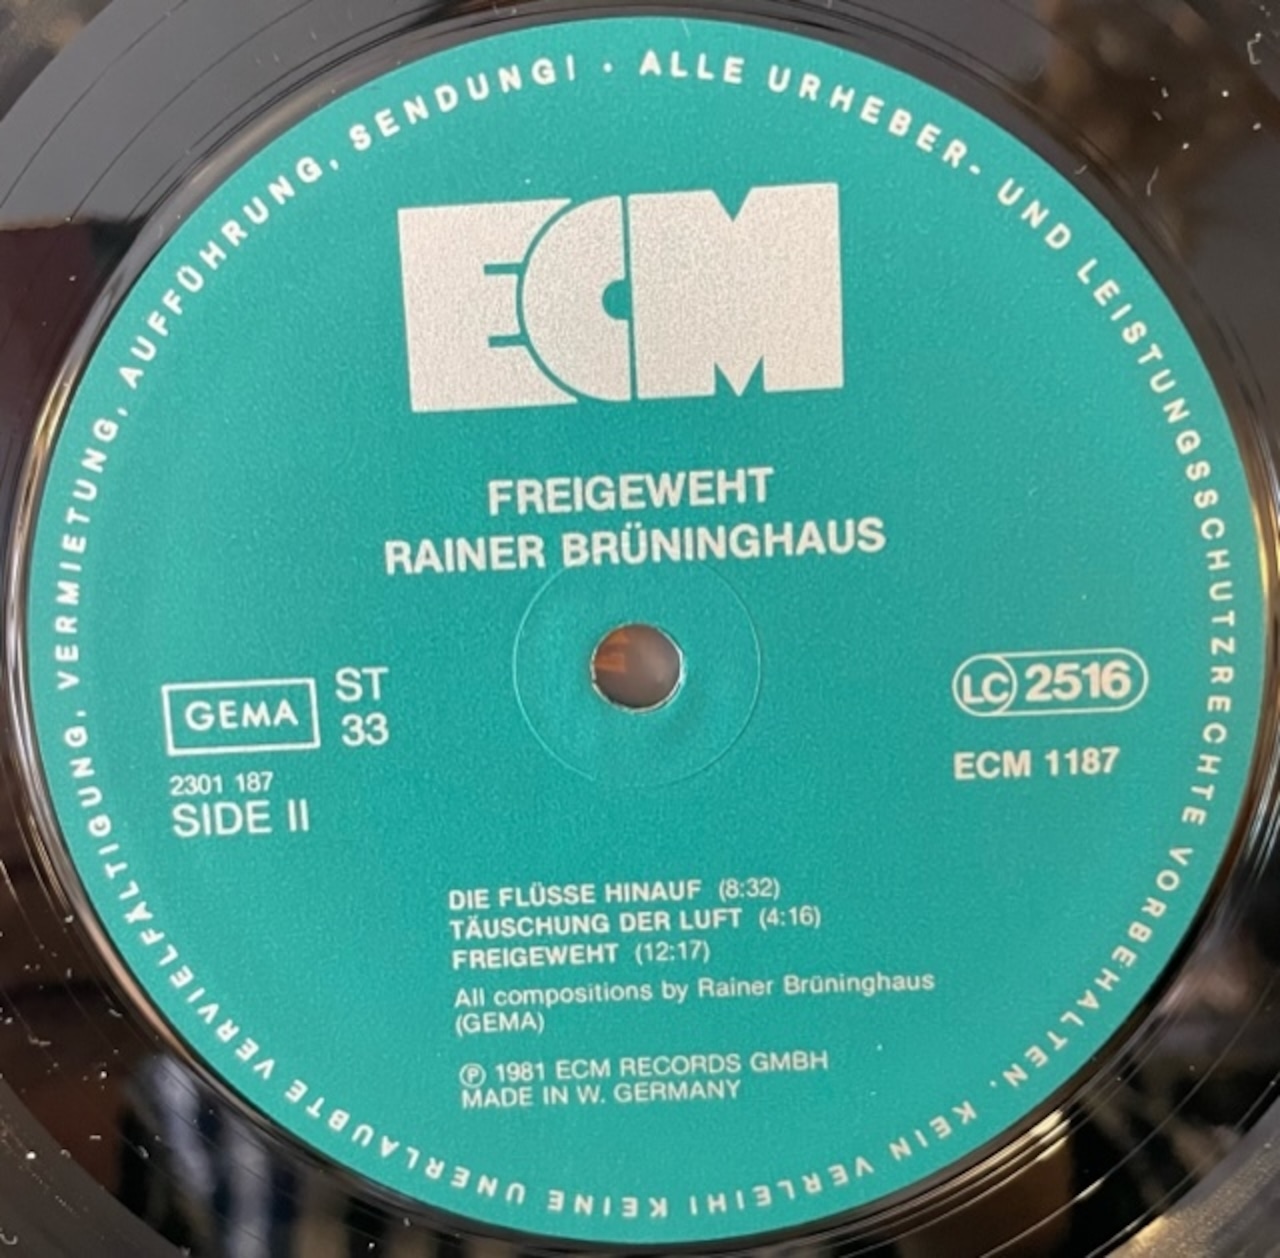 ALLE URHEBER- UND LEISTUNGSSCHUTZRECHTE VORBEHALTEN. KEIN VERLEIH! KEINE UNERLAUBTE VERVIELFÄLTIGUNG, VERMIETUNG, AUFFÜHRUNG, SENDUNG! ·
ECM
FREIGEWEHT
RAINER BRÜNINGHAUS
GEMA
ST
33
2301 187
SIDE II
LC 2516
ECM 1187
DIE FLÜSSE HINAUF (8:32)
TÄUSCHUNG DER LUFT (4:16)
FREIGEWEHT (12:17)
All compositions by Rainer Brüninghaus
(GEMA)
℗ 1981 ECM RECORDS GMBH
MADE IN W. GERMANY